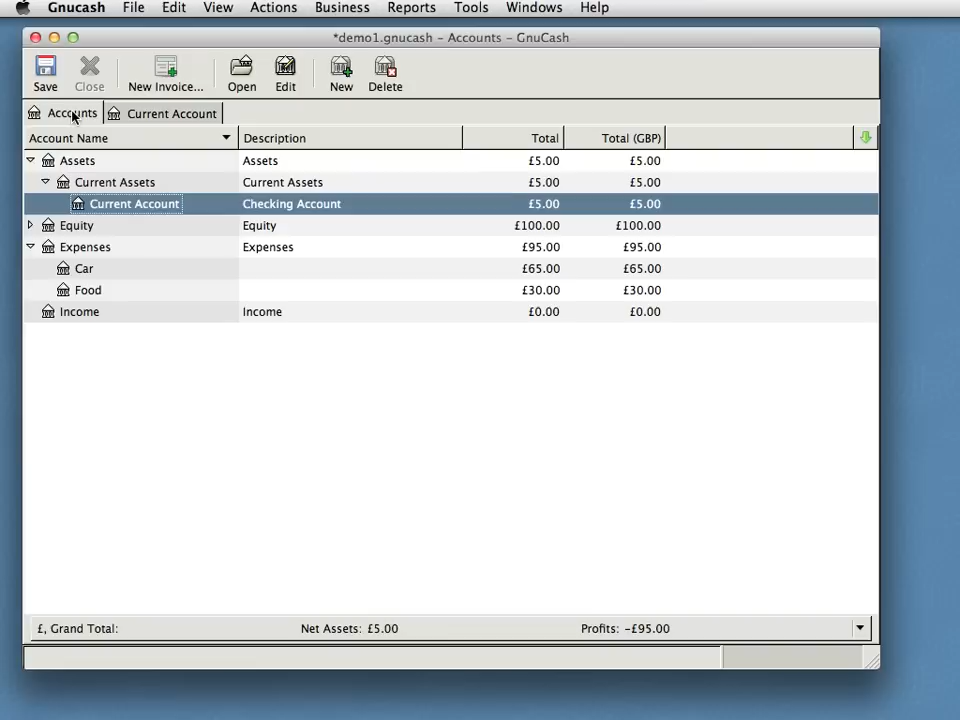 Gnucash File Edit View Actions Business Reports Tools Windows Help
*demo1.gnucash – Accounts – GnuCash
Save Close New Invoice... Open Edit New Delete
Accounts Current Account
Account Name Description Total Total (GBP)
Assets Assets £5.00 £5.00
Current Assets Current Assets £5.00 £5.00
Current Account Checking Account £5.00 £5.00
Equity Equity £100.00 £100.00
Expenses Expenses £95.00 £95.00
Car £65.00 £65.00
Food £30.00 £30.00
Income Income £0.00 £0.00
£, Grand Total: Net Assets: £5.00 Profits: -£95.00